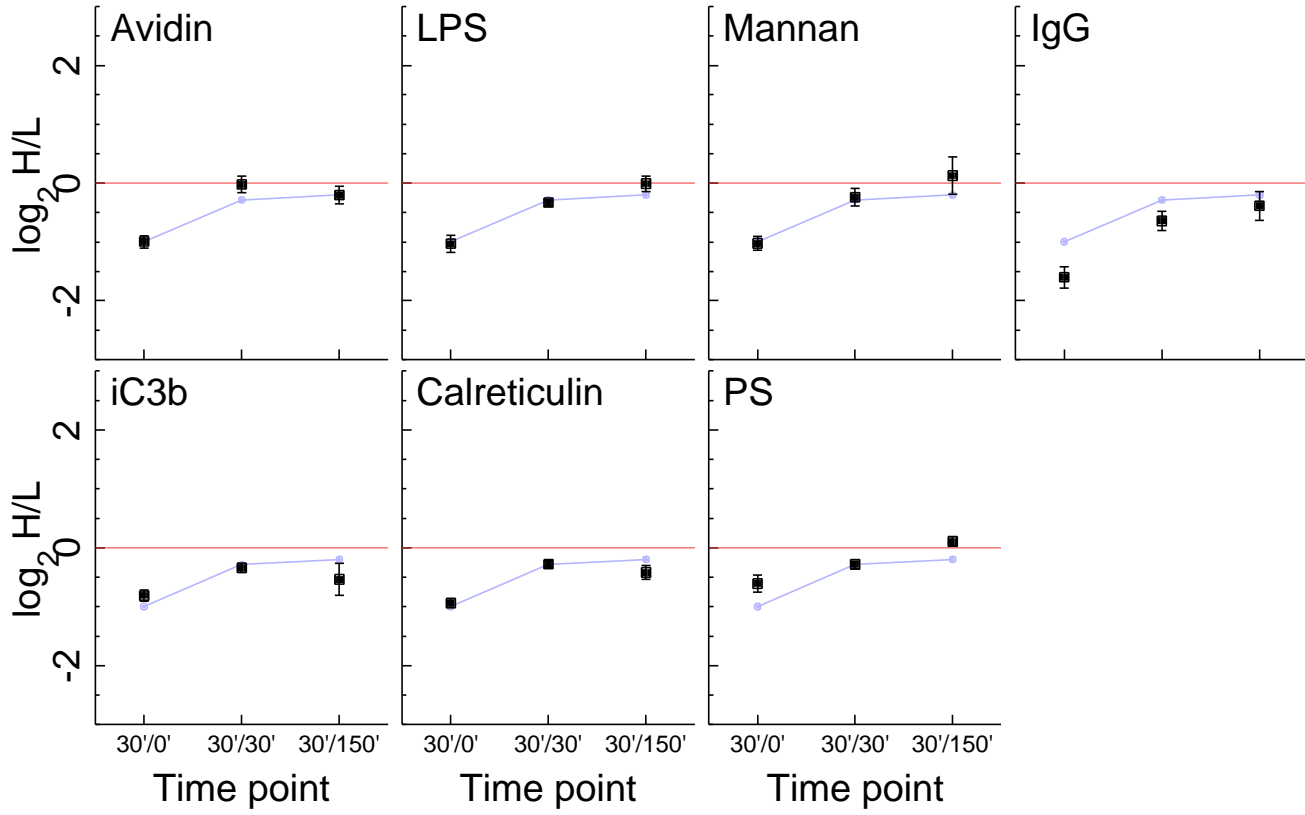 Avidin
LPS
Mannan
IgG
log2 H/L
2
0
-2
iC3b
Calreticulin
PS
log2 H/L
2
0
-2
30'/0' 30'/30' 30'/150'
30'/0' 30'/30' 30'/150'
30'/0' 30'/30' 30'/150'
Time point
Time point
Time point